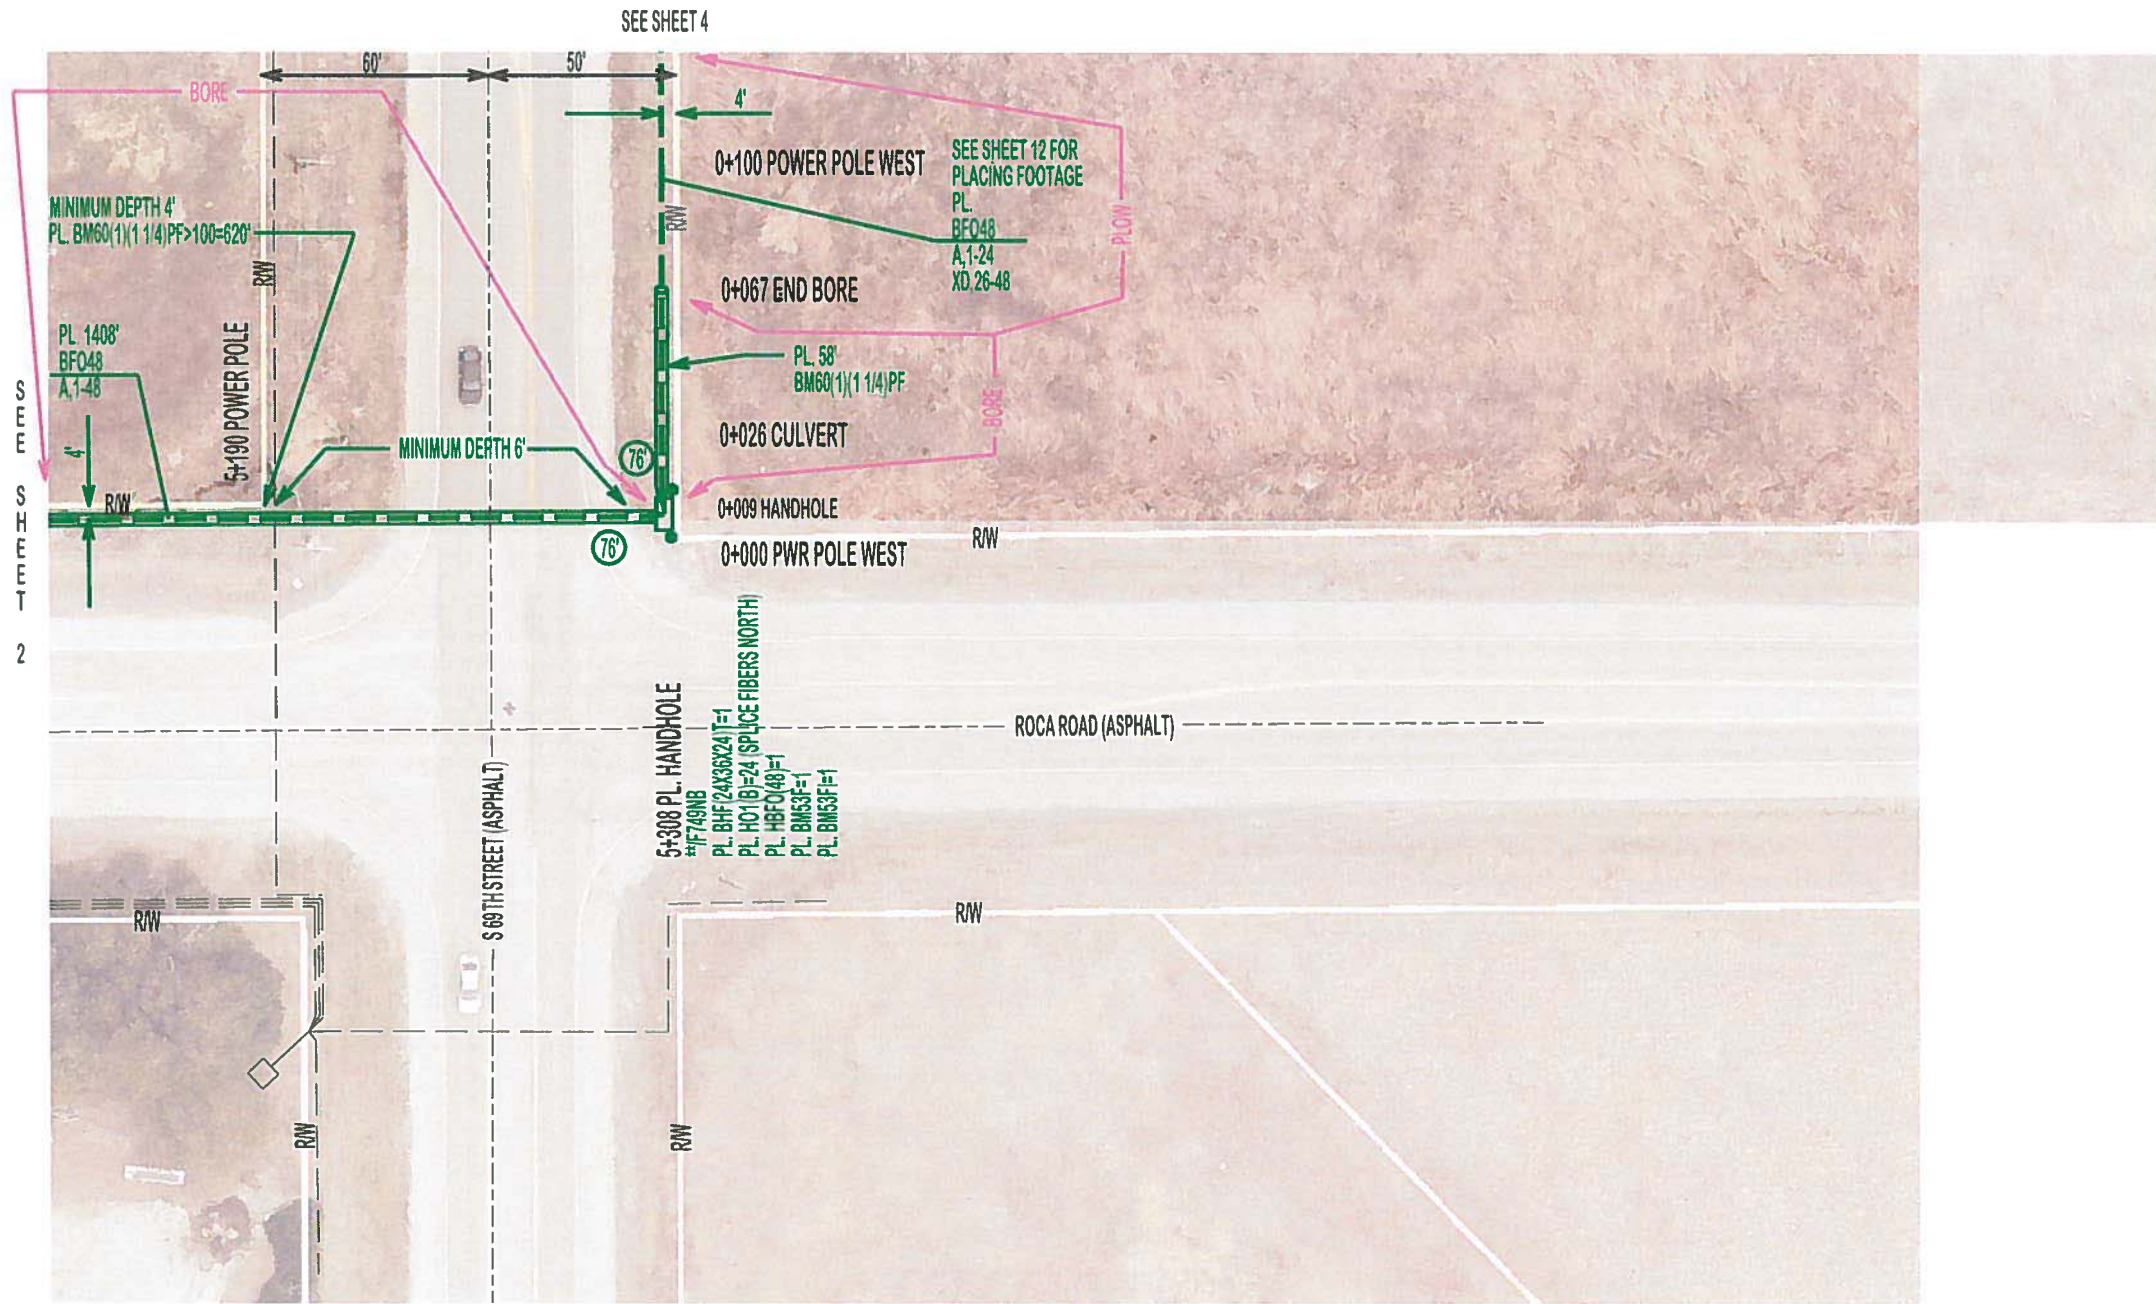 SEE SHEET 4
60'
50'
BORE
4'
0+100 POWER POLE WEST
SEE SHEET 12 FOR
PLACING FOOTAGE
PL.
BFO48
A,1-24
XD,26-48
PLOW
R/W
MINIMUM DEPTH 4'
PL. BM60(1)(1 1/4)PF>100=620'
R/W
0+067 END BORE
PL. 1408'
BFO48
A,1-48
5+190 POWER POLE
PL. 58'
BM60(1)(1 1/4)PF
BORE
SEE SHEET 2
4'
MINIMUM DEPTH 6'
76'
0+026 CULVERT
R/W
0+009 HANDHOLE
76'
0+000 PWR POLE WEST
R/W
5+308 PL. HANDHOLE
**/F749NB
PL. BHF(24X36X24)T=1
PL. HO1(B)=24 (SPLICE FIBERS NORTH)
PL. HBFO(48)=1
PL. BM53F=1
PL. BM53F=1
ROCA ROAD (ASPHALT)
S 69TH STREET (ASPHALT)
R/W
R/W
R/W
R/W